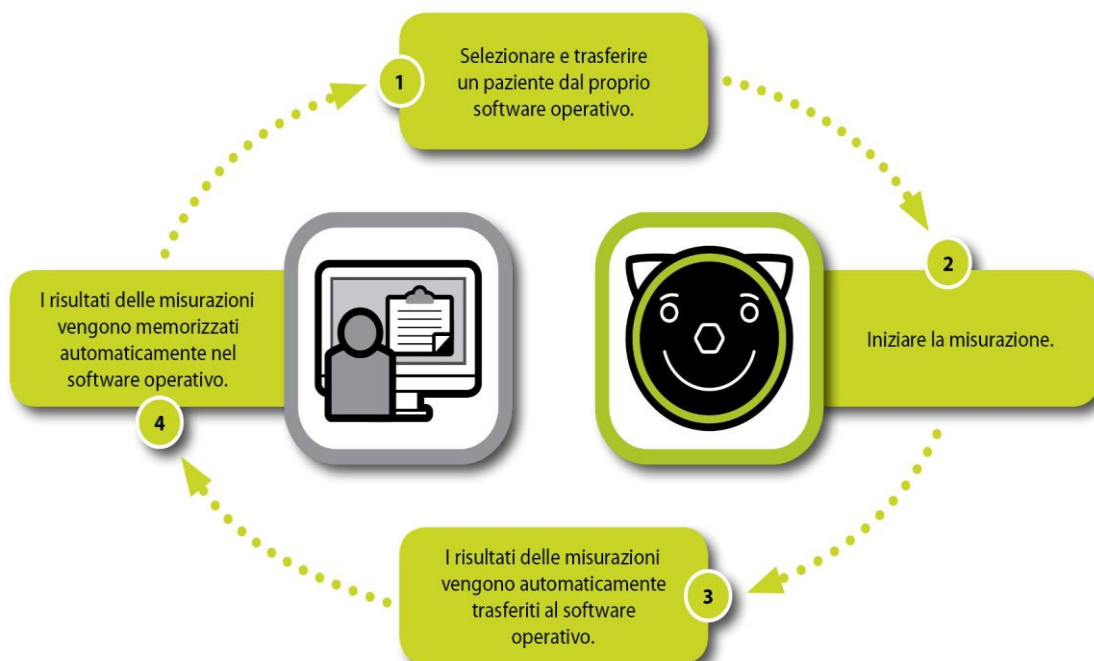 1
Selezionare e trasferire
un paziente dal proprio
software operativo.
2
Iniziare la misurazione.
3
I risultati delle misurazioni
vengono automaticamente
trasferiti al software
operativo.
4
I risultati delle misurazioni
vengono memorizzati
automaticamente nel
software operativo.